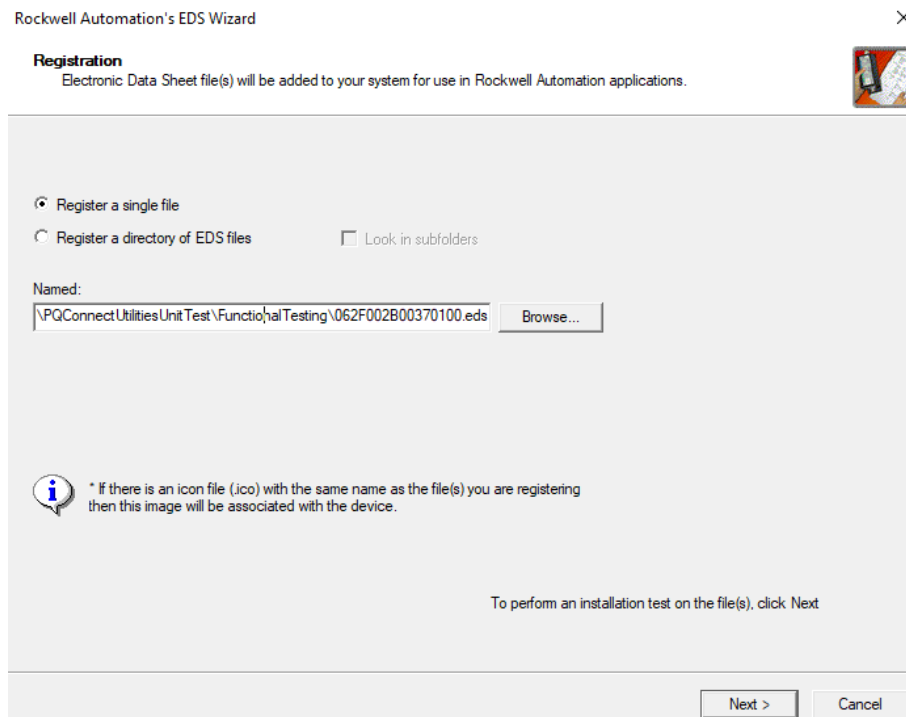 Rockwell Automation's EDS Wizard
Registration
Electronic Data Sheet file(s) will be added to your system for use in Rockwell Automation applications.
Register a single file
Register a directory of EDS files
Look in subfolders
Named:
\PQConnectUtilitiesUnitTest\FunctionalTesting\062F002B00370100.eds
Browse...
* If there is an icon file (.ico) with the same name as the file(s) you are registering
then this image will be associated with the device.
To perform an installation test on the file(s), click Next
Next >
Cancel